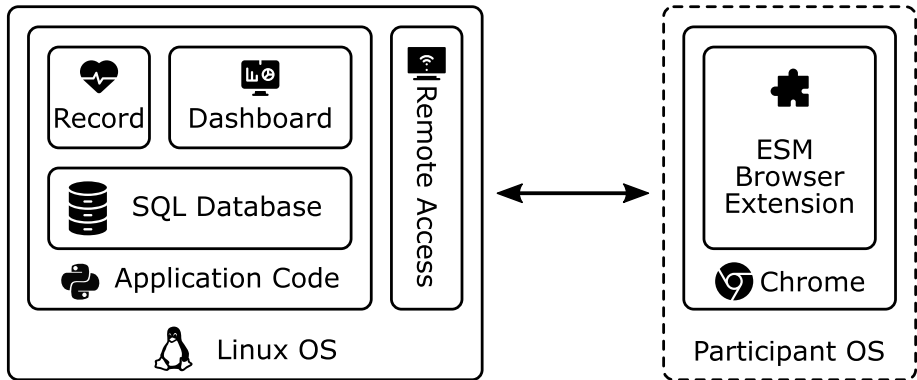 Record
Dashboard
SQL Database
Application Code
Linux OS
Remote Access
ESM
Browser
Extension
Chrome
Participant OS